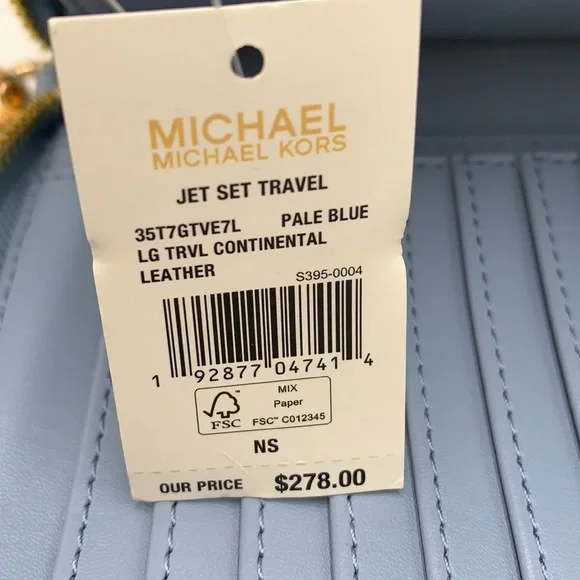 MICHAEL
MICHAEL KORS
JET SET TRAVEL
35T7GTVE7L PALE BLUE
LG TRVL CONTINENTAL
LEATHER
S395-0004
1 92877 04741 4
FSC
MIX
Paper
FSC™ C012345
NS
OUR PRICE $278.00